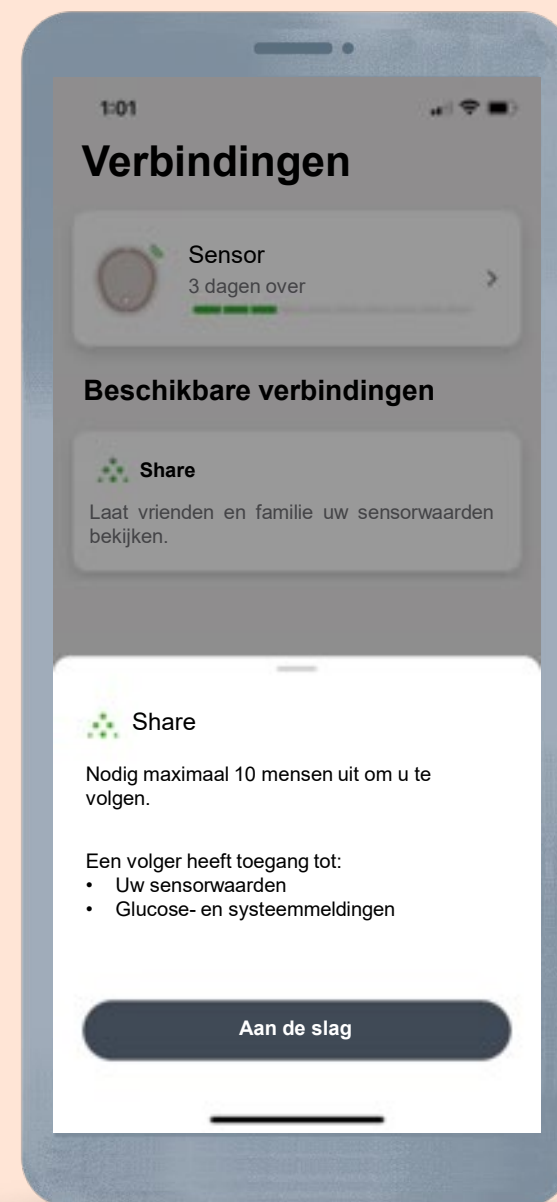 1:01
Verbindingen
Sensor
3 dagen over
Beschikbare verbindingen
Share
Laat vrienden en familie uw sensorwaarden
bekijken.
Share
Nodig maximaal 10 mensen uit om u te
volgen.
Een volger heeft toegang tot:
• Uw sensorwaarden
• Glucose- en systeemmeldingen
Aan de slag